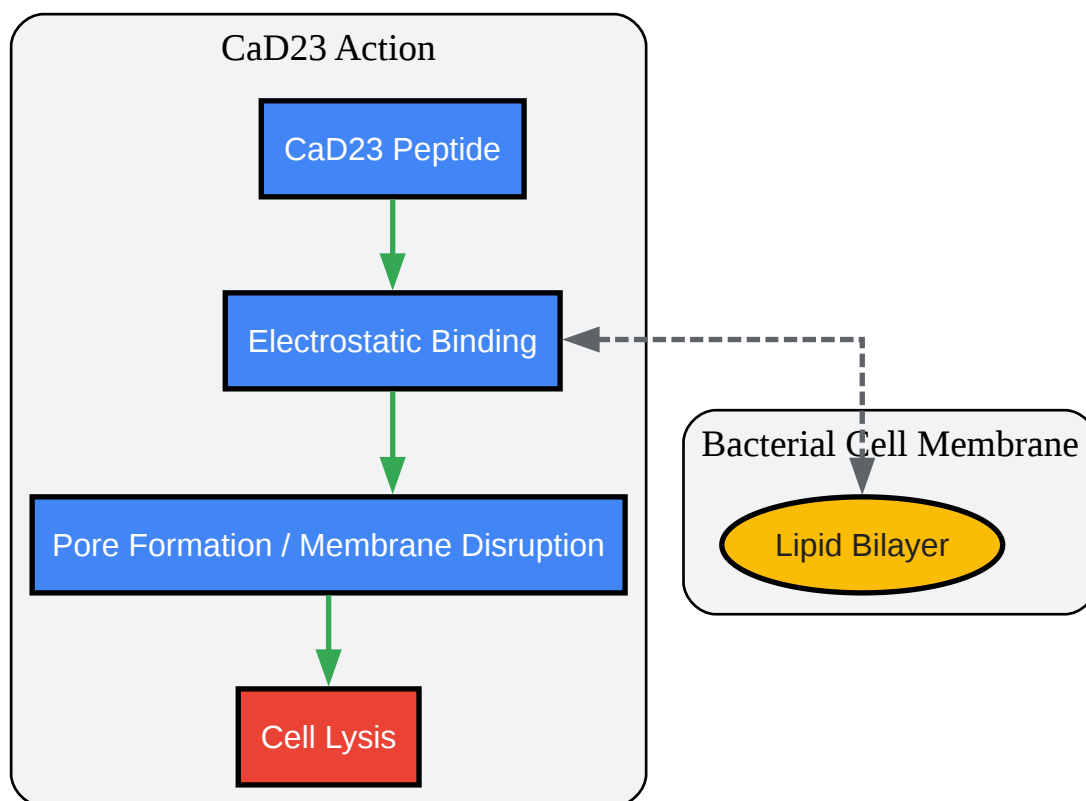 CaD23 Action
CaD23 Peptide
Electrostatic Binding
Bacterial Cell Membrane
Pore Formation / Membrane Disruption
Lipid Bilayer
Cell Lysis